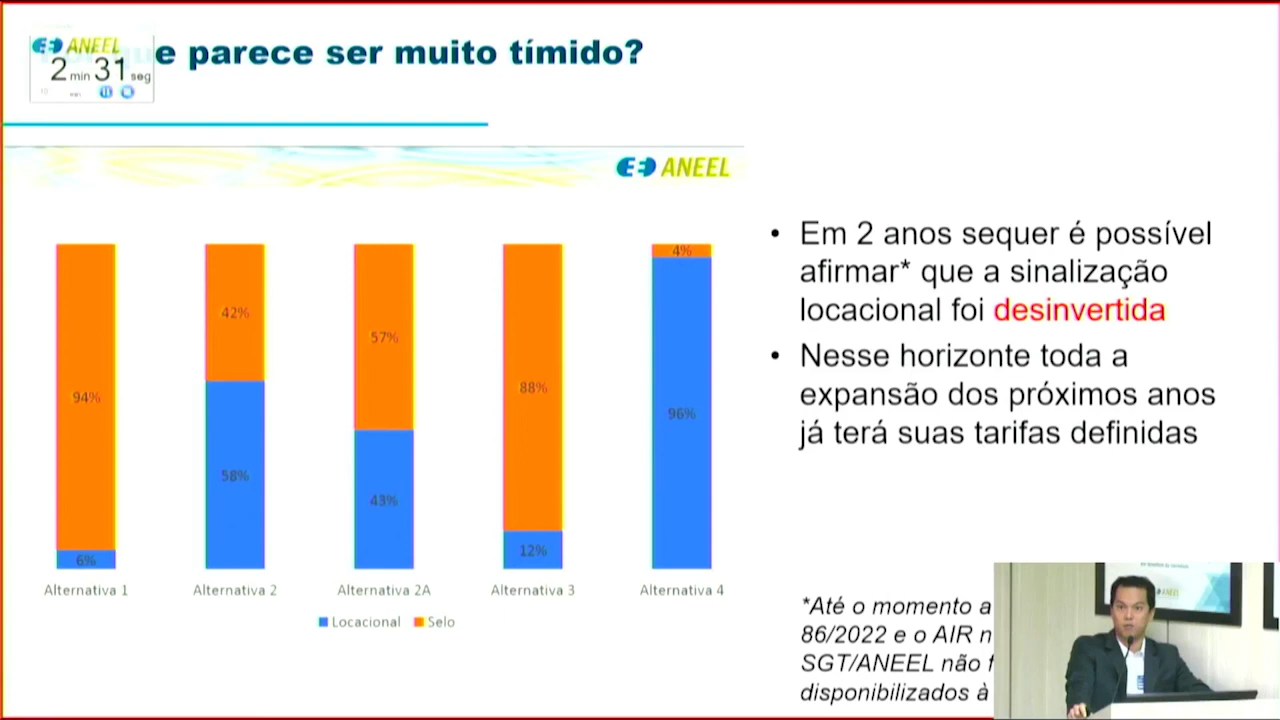 ANEEL
e parece ser muito tímido?
2 min 31 seg
ANEEL
94%
6%
42%
58%
57%
43%
88%
12%
4%
96%
Alternativa 1
Alternativa 2
Alternativa 2A
Alternativa 3
Alternativa 4
Locacional
Selo
• Em 2 anos sequer é possível
afirmar* que a sinalização
locacional foi desinvertida
• Nesse horizonte toda a
expansão dos próximos anos
já terá suas tarifas definidas
*Até o momento a
86/2022 e o AIR n
SGT/ANEEL não f
disponibilizados à
ANEEL